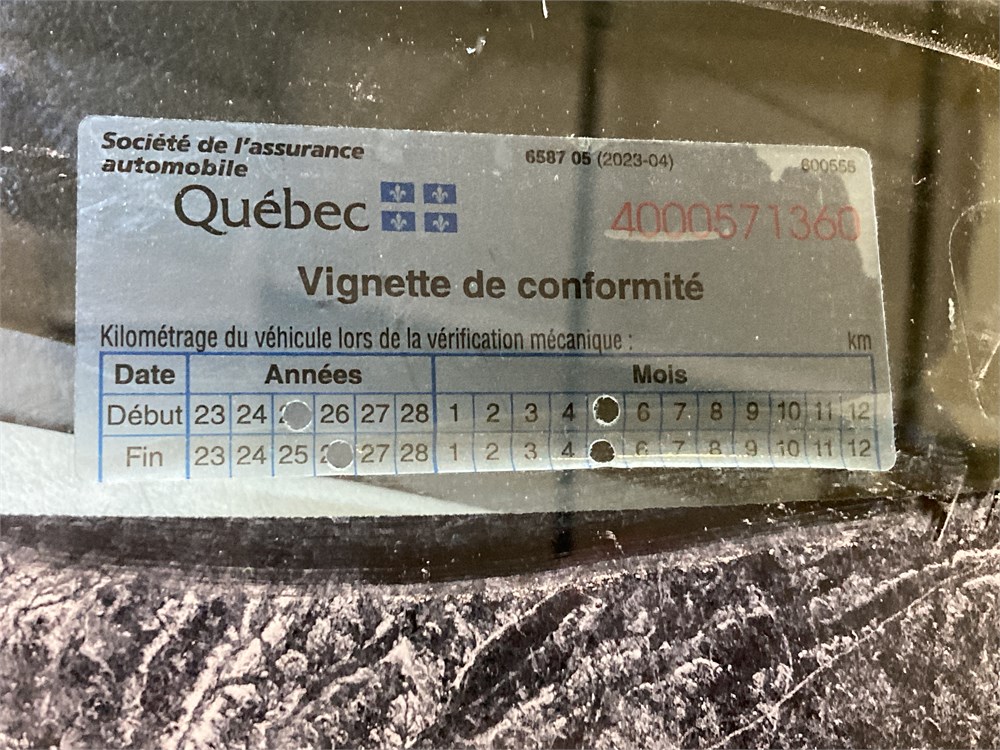 Société de l'assurance
automobile
Québec
6587 05 (2023-04)
600555
4000571360
Vignette de conformité
Kilométrage du véhicule lors de la vérification mécanique : km
Date Années Mois
Début 23 24 26 27 28 1 2 3 4 6 7 8 9 10 11 12
Fin 23 24 25 27 28 1 2 3 4 6 7 8 9 10 11 12